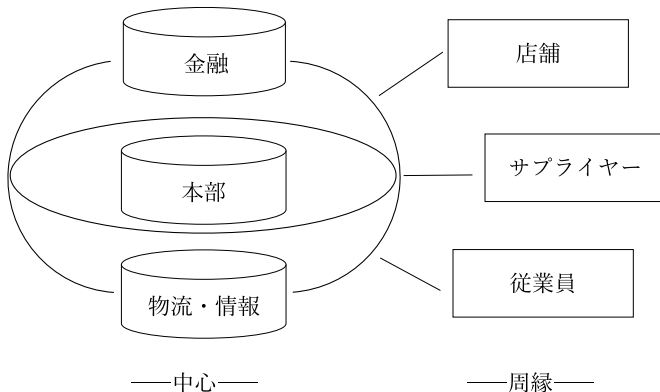 金融
店舗
本部
サプライヤー
物流・情報
従業員
中心
周縁